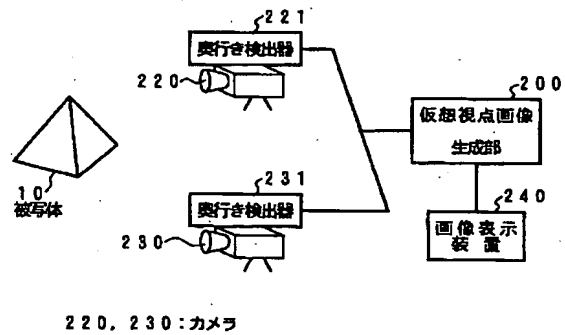 221
奥行き検出器
220
200
仮想視点画像
生成部
10
被写体
231
奥行き検出器
230
240
画像表示
装置
220, 230:カメラ